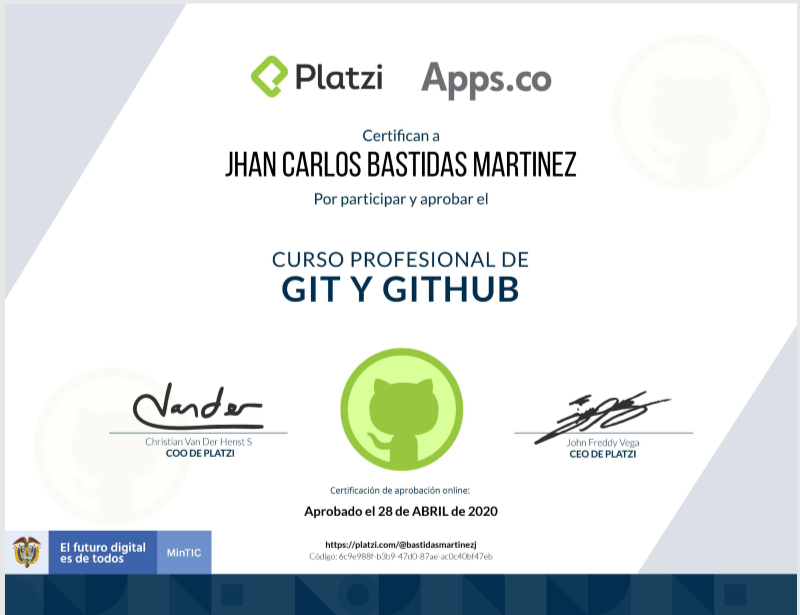 Platzi Apps.co
Certifican a
JHAN CARLOS BASTIDAS MARTINEZ
Por participar y aprobar el
CURSO PROFESIONAL DE
GIT Y GITHUB
Christian Van Der Henst S
COO DE PLATZI
John Freddy Vega
CEO DE PLATZI
Certificación de aprobación online:
Aprobado el 28 de ABRIL de 2020
https://platzi.com/@bastidasmartinezj
Código: 6c9e988f-b3b9-47d0-87ae-ac0c40bf47eb
El futuro digital
es de todos
MinTIC